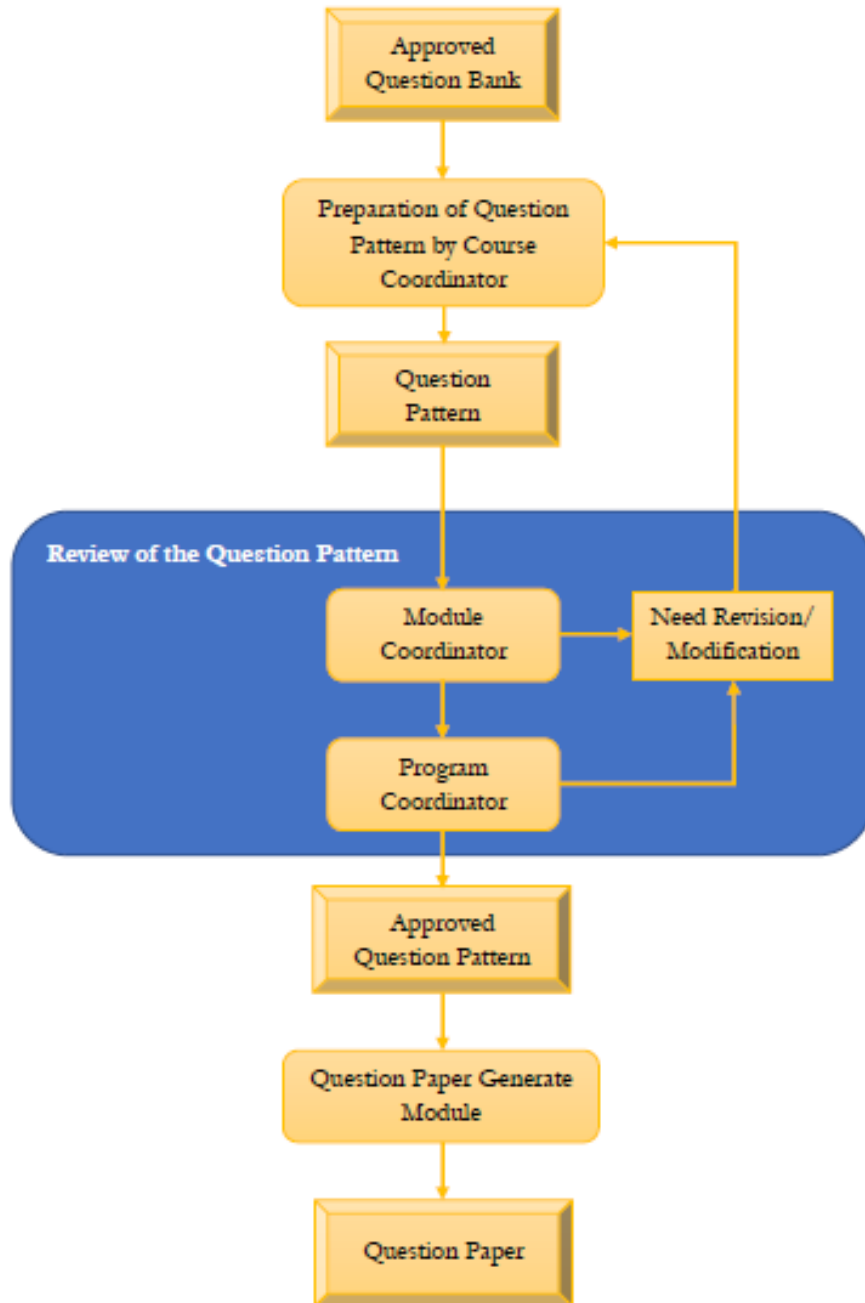 Approved
Question Bank
Preparation of Question
Pattern by Course
Coordinator
Question
Pattern
Review of the Question Pattern
Module
Coordinator
Need Revision/
Modification
Program
Coordinator
Approved
Question Pattern
Question Paper Generate
Module
Question Paper